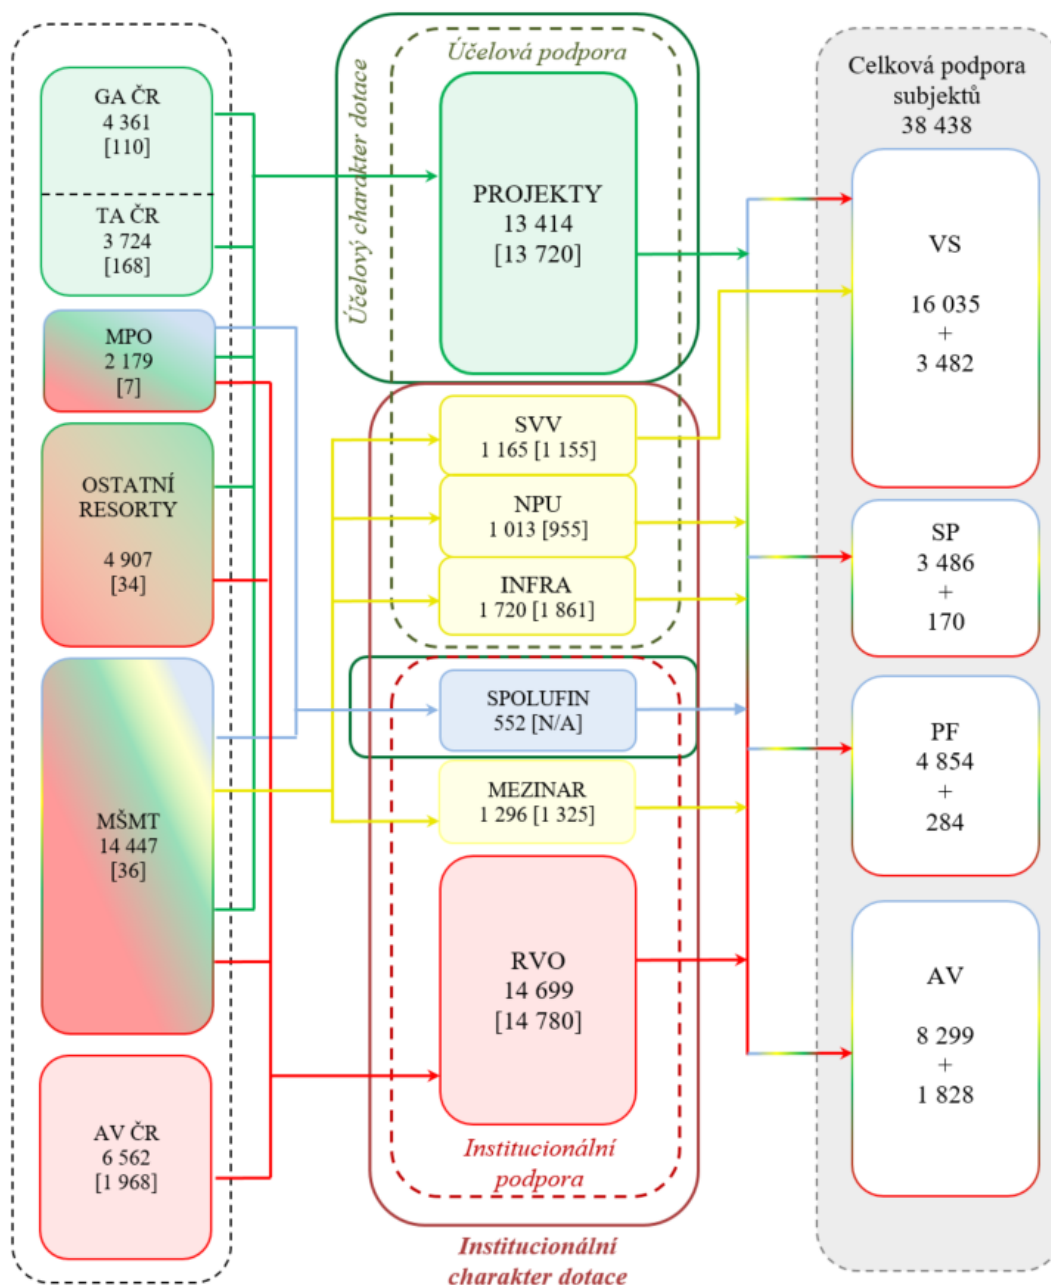 GA ČR
4 361
[110]
TA ČR
3 724
[168]
MPO
2 179
[7]
OSTATNÍ
RESORTY
4 907
[34]
MŠMT
14 447
[36]
AV ČR
6 562
[1 968]
Účelový charakter dotace
Účelová podpora
PROJEKTY
13 414
[13 720]
SVV
1 165 [1 155]
NPU
1 013 [955]
INFRA
1 720 [1 861]
SPOLUFIN
552 [N/A]
MEZINAR
1 296 [1 325]
RVO
14 699
[14 780]
Institucionální
podpora
Institucionální
charakter dotace
Celková podpora
subjektů
38 438
VS
16 035
+
3 482
SP
3 486
+
170
PF
4 854
+
284
AV
8 299
+
1 828